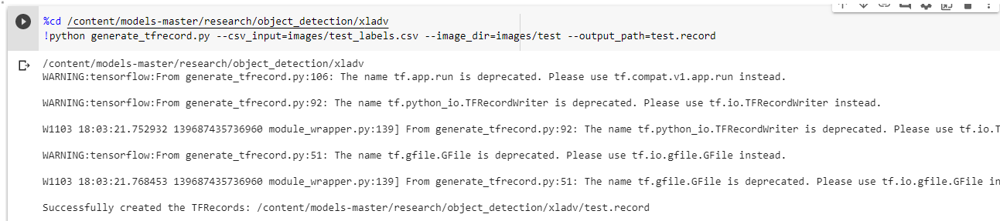 %cd /content/models-master/research/object_detection/xladv
!python generate_tfrecord.py --csv_input=images/test_labels.csv --image_dir=images/test --output_path=test.record
/content/models-master/research/object_detection/xladv
WARNING:tensorflow:From generate_tfrecord.py:106: The name tf.app.run is deprecated. Please use tf.compat.v1.app.run instead.
WARNING:tensorflow:From generate_tfrecord.py:92: The name tf.python_io.TFRecordWriter is deprecated. Please use tf.io.TFRecordWriter instead.
W1103 18:03:21.752932 139687435736960 module_wrapper.py:139] From generate_tfrecord.py:92: The name tf.python_io.TFRecordWriter is deprecated. Please use tf.io.T
WARNING:tensorflow:From generate_tfrecord.py:51: The name tf.gfile.GFile is deprecated. Please use tf.io.gfile.GFile instead.
W1103 18:03:21.768453 139687435736960 module_wrapper.py:139] From generate_tfrecord.py:51: The name tf.gfile.GFile is deprecated. Please use tf.io.gfile.GFile in
Successfully created the TFRecords: /content/models-master/research/object_detection/xladv/test.record